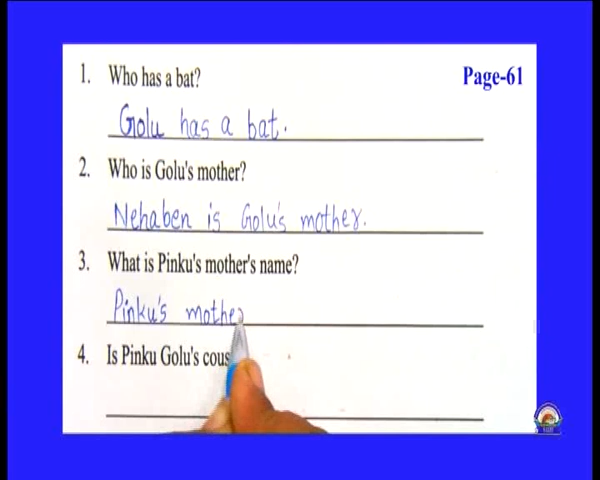 1. Who has a bat?
Page-61
Golu has a bat.
2. Who is Golu's mother?
Nehaben is Golu's mother.
3. What is Pinku's mother's name?
Pinku's mothe
4. Is Pinku Golu's cous